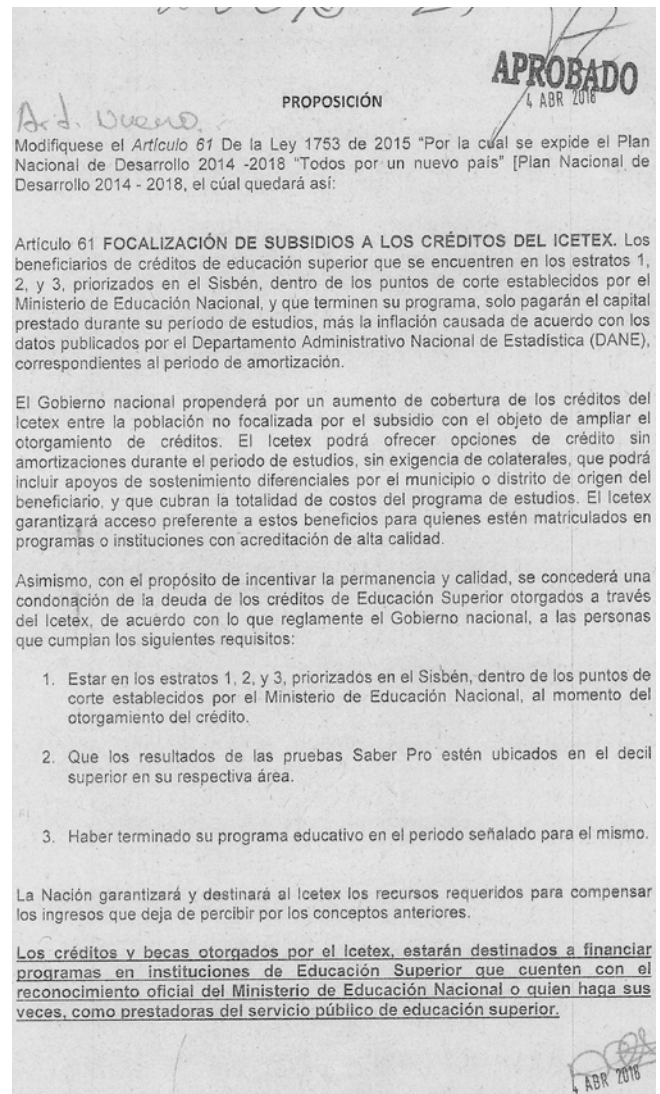 APROBADO
4 ABR 2018
PROPOSICIÓN
Art. Nuevo.
Modifiquese el Artículo 61 De la Ley 1753 de 2015 “Por la cual se expide el Plan
Nacional de Desarrollo 2014 -2018 “Todos por un nuevo país” [Plan Nacional de
Desarrollo 2014 - 2018, el cúal quedará así:
Artículo 61 FOCALIZACIÓN DE SUBSIDIOS A LOS CRÉDITOS DEL ICETEX. Los
beneficiarios de créditos de educación superior que se encuentren en los estratos 1,
2, y 3, priorizados en el Sisbén, dentro de los puntos de corte establecidos por el
Ministerio de Educación Nacional, y que terminen su programa, solo pagarán el capital
prestado durante su período de estudios, más la inflación causada de acuerdo con los
datos publicados por el Departamento Administrativo Nacional de Estadística (DANE),
correspondientes al periodo de amortización.
El Gobierno nacional propenderá por un aumento de cobertura de los créditos del
Icetex entre la población no focalizada por el subsidio con el objeto de ampliar el
otorgamiento de créditos. El Icetex podrá ofrecer opciones de crédito sin
amortizaciones durante el periodo de estudios, sin exigencia de colaterales, que podrá
incluir apoyos de sostenimiento diferenciales por el municipio o distrito de origen del
beneficiario, y que cubran la totalidad de costos del programa de estudios. El Icetex
garantizará acceso preferente a estos beneficios para quienes estén matriculados en
programas o instituciones con acreditación de alta calidad.
Asimismo, con el propósito de incentivar la permanencia y calidad, se concederá una
condonación de la deuda de los créditos de Educación Superior otorgados a través
del Icetex, de acuerdo con lo que reglamente el Gobierno nacional, a las personas
que cumplan los siguientes requisitos:
1. Estar en los estratos 1, 2, y 3, priorizados en el Sisbén, dentro de los puntos de
corte establecidos por el Ministerio de Educación Nacional, al momento del
otorgamiento del crédito.
2. Que los resultados de las pruebas Saber Pro estén ubicados en el decil
superior en su respectiva área.
3. Haber terminado su programa educativo en el periodo señalado para el mismo.
La Nación garantizará y destinará al Icetex los recursos requeridos para compensar
los ingresos que deja de percibir por los conceptos anteriores.
Los créditos y becas otorgados por el Icetex, estarán destinados a financiar
programas en instituciones de Educación Superior que cuenten con el
reconocimiento oficial del Ministerio de Educación Nacional o quien haga sus
veces, como prestadoras del servicio público de educación superior.
4 ABR 2018